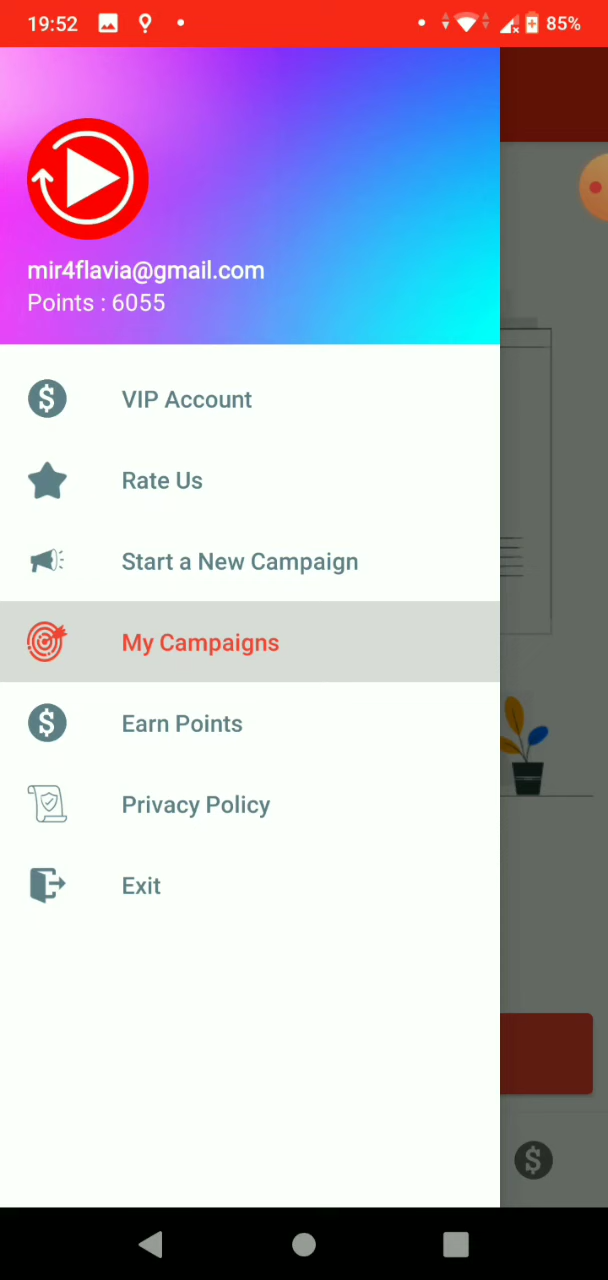 19:52
85%
mir4flavia@gmail.com
Points : 6055
VIP Account
Rate Us
Start a New Campaign
My Campaigns
Earn Points
Privacy Policy
Exit